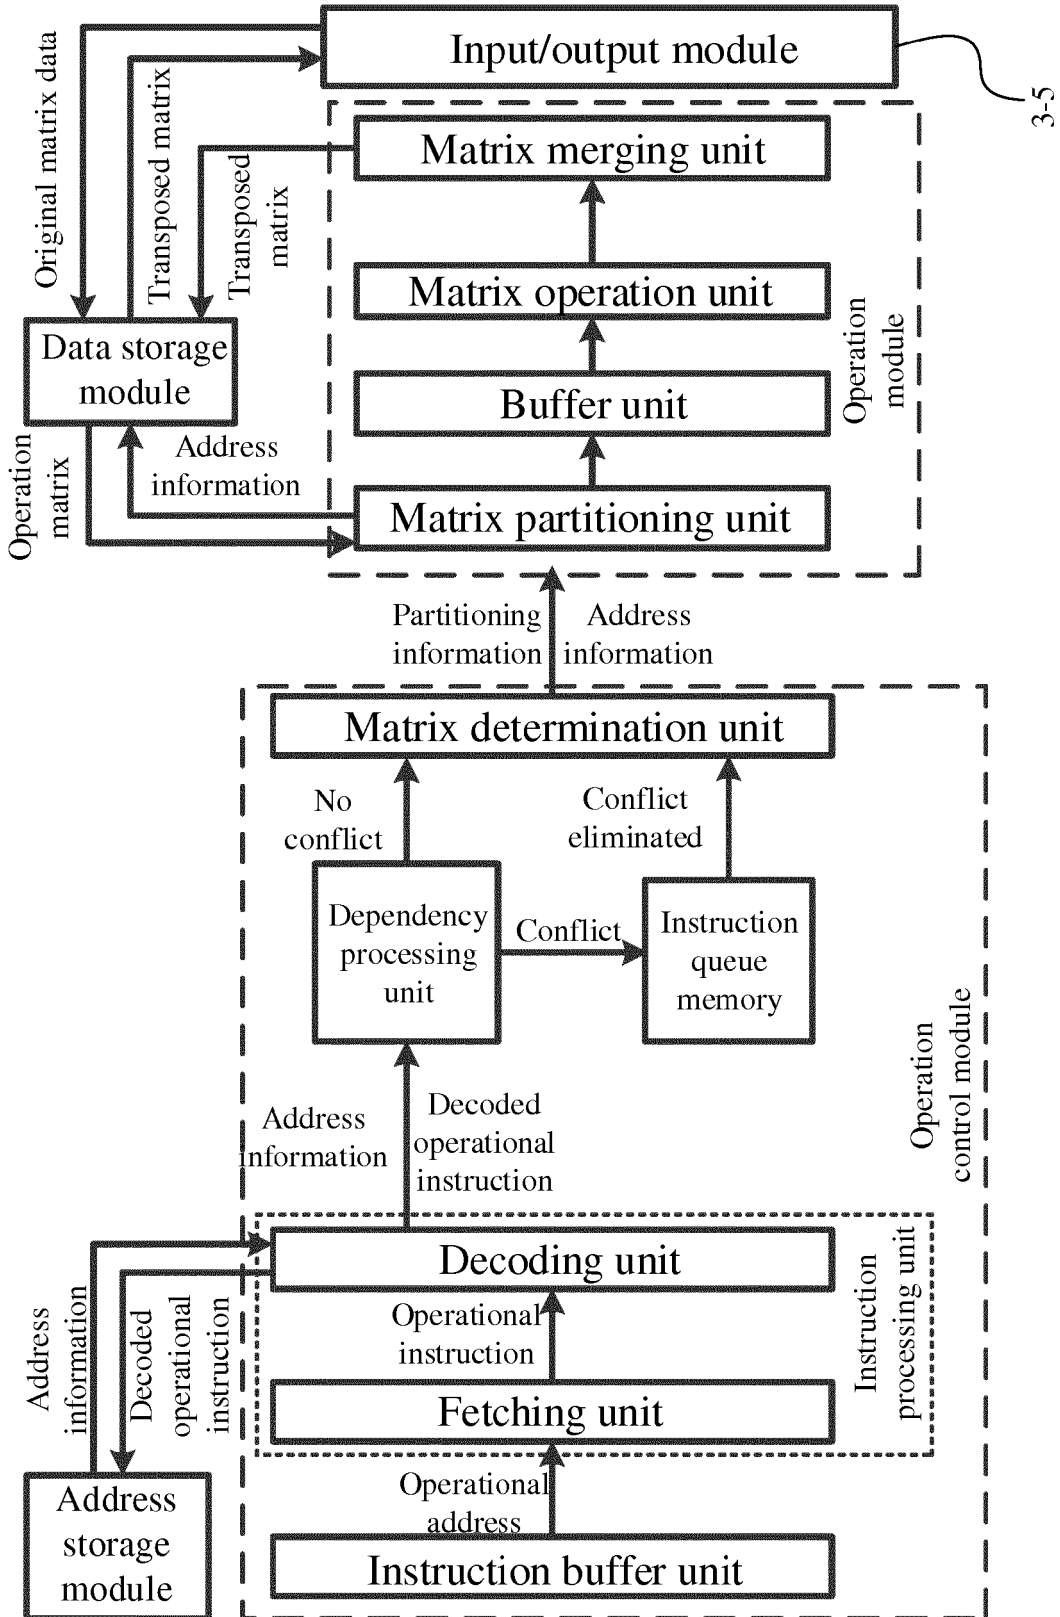 Input/output module
3-5
Original matrix data
Transposed matrix
Transposed
matrix
Matrix merging unit
Matrix operation unit
Data storage
module
Buffer unit
Operation
module
Operation
matrix
Address
information
Matrix partitioning unit
Partitioning
information
Address
information
Matrix determination unit
No
conflict
Conflict
eliminated
Dependency
processing
unit
Conflict
Instruction
queue
memory
Operation
control module
Address
information
Decoded
operational
instruction
Decoding unit
Address
information
Decoded
operational
instruction
Operational
instruction
Instruction
processing unit
Fetching unit
Operational
address
Address
storage
module
Instruction buffer unit